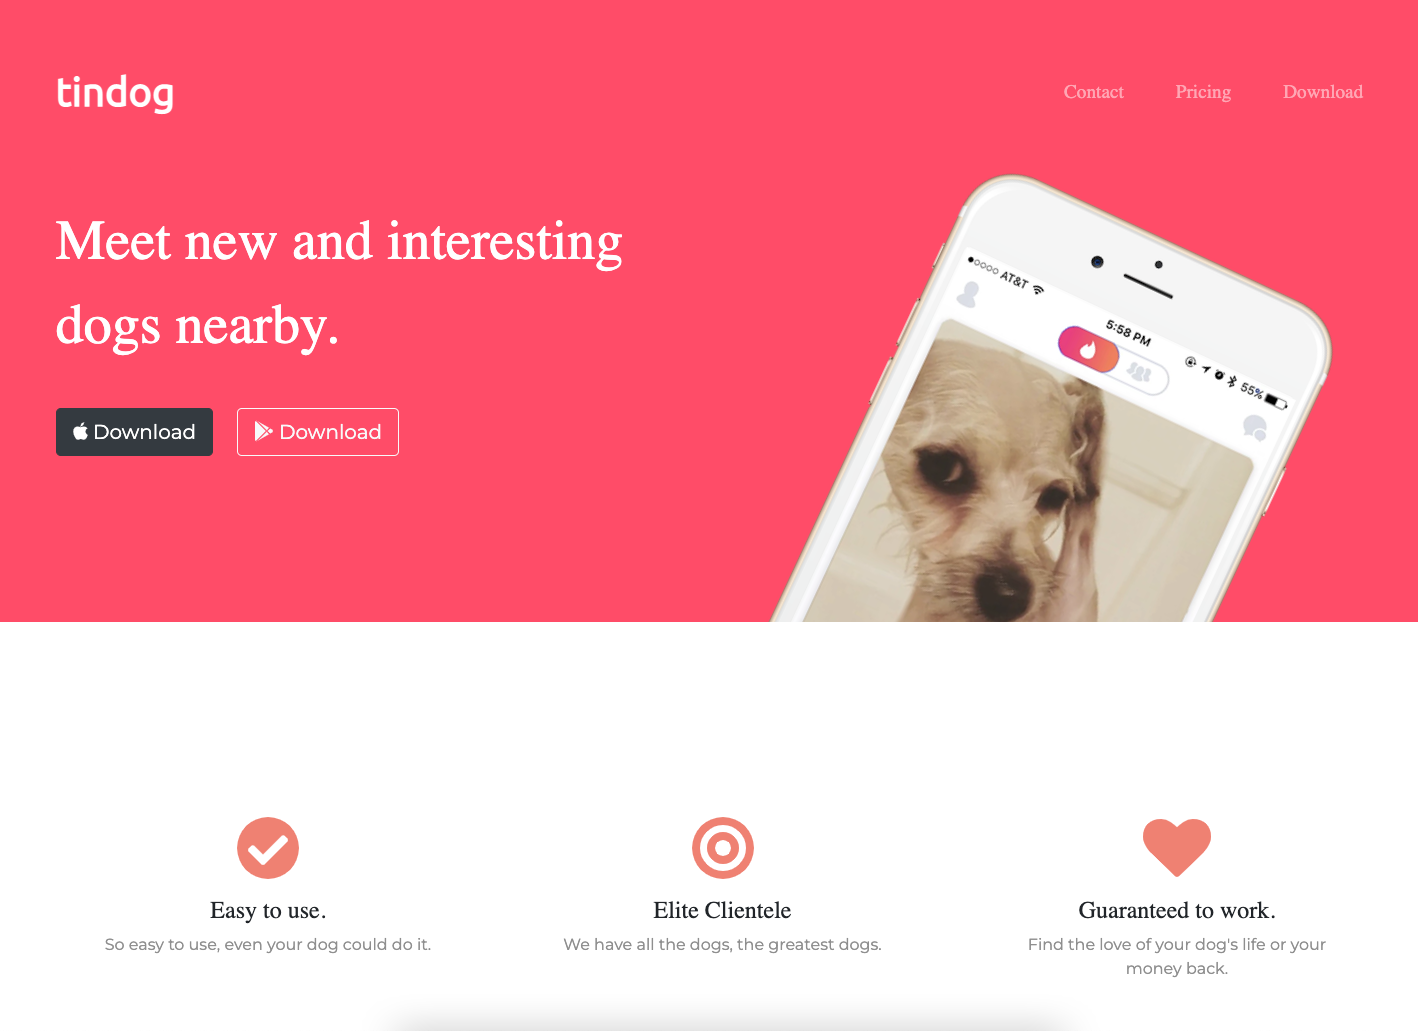 tindog
Contact Pricing Download
Meet new and interesting
dogs nearby.
Download Download
AT&T
5:58 PM
55%
Easy to use.
So easy to use, even your dog could do it.
Elite Clientele
We have all the dogs, the greatest dogs.
Guaranteed to work.
Find the love of your dog's life or your
money back.